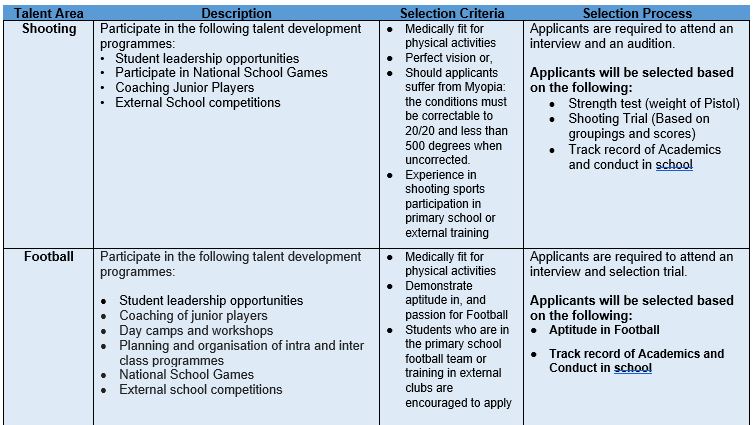 Talent Area Description Selection Criteria Selection Process
Shooting
Participate in the following talent development
programmes:
• Student leadership opportunities
• Participate in National School Games
• Coaching Junior Players
• External School competitions
● Medically fit for
physical activities
● Perfect vision or,
● Should applicants
suffer from Myopia:
the conditions must
be correctable to
20/20 and less than
500 degrees when
uncorrected.
● Experience in
shooting sports
participation in
primary school or
external training
Applicants are required to attend an
interview and an audition.
Applicants will be selected based
on the following:
● Strength test (weight of Pistol)
● Shooting Trial (Based on
groupings and scores)
● Track record of Academics
and conduct in school
Football
Participate in the following talent development
programmes:
● Student leadership opportunities
● Coaching of junior players
● Day camps and workshops
● Planning and organisation of intra and inter
class programmes
● National School Games
● External school competitions
● Medically fit for
physical activities
● Demonstrate
aptitude in, and
passion for Football
● Students who are in
the primary school
football team or
training in external
clubs are
encouraged to apply
Applicants are required to attend an
interview and selection trial.
Applicants will be selected based
on the following:
● Aptitude in Football
● Track record of Academics and
Conduct in school